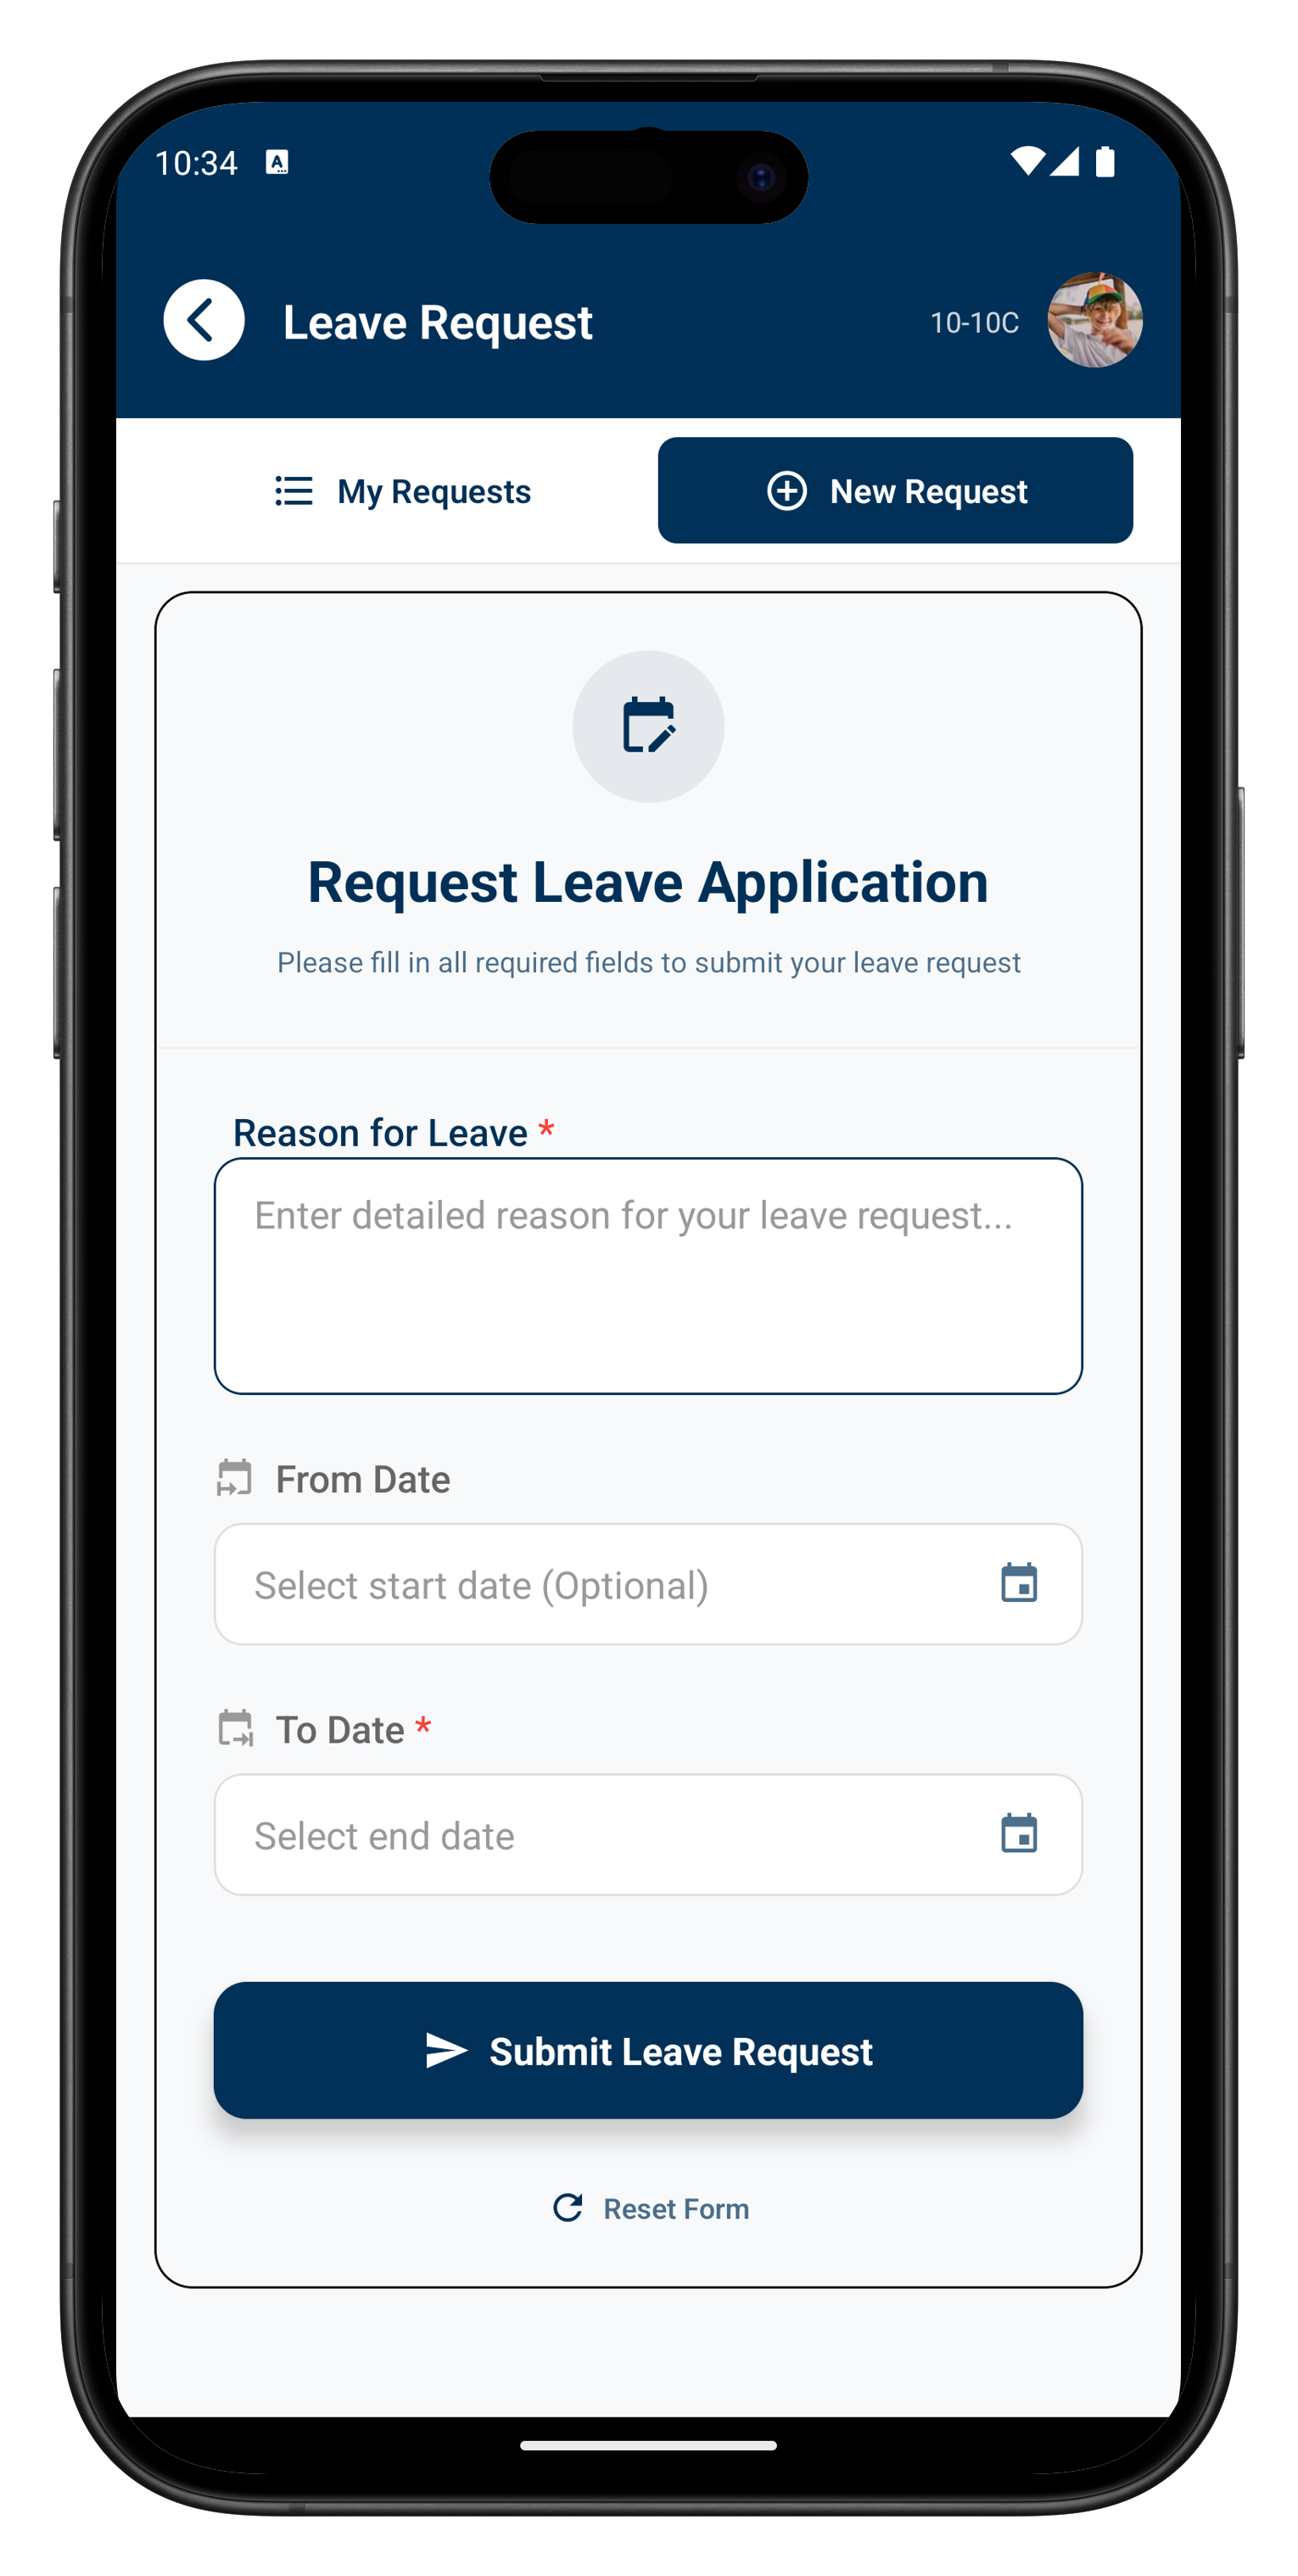 10:34
Leave Request
10-10C
My Requests
New Request
Request Leave Application
Please fill in all required fields to submit your leave request
Reason for Leave *
Enter detailed reason for your leave request...
From Date
Select start date (Optional)
To Date *
Select end date
Submit Leave Request
Reset Form